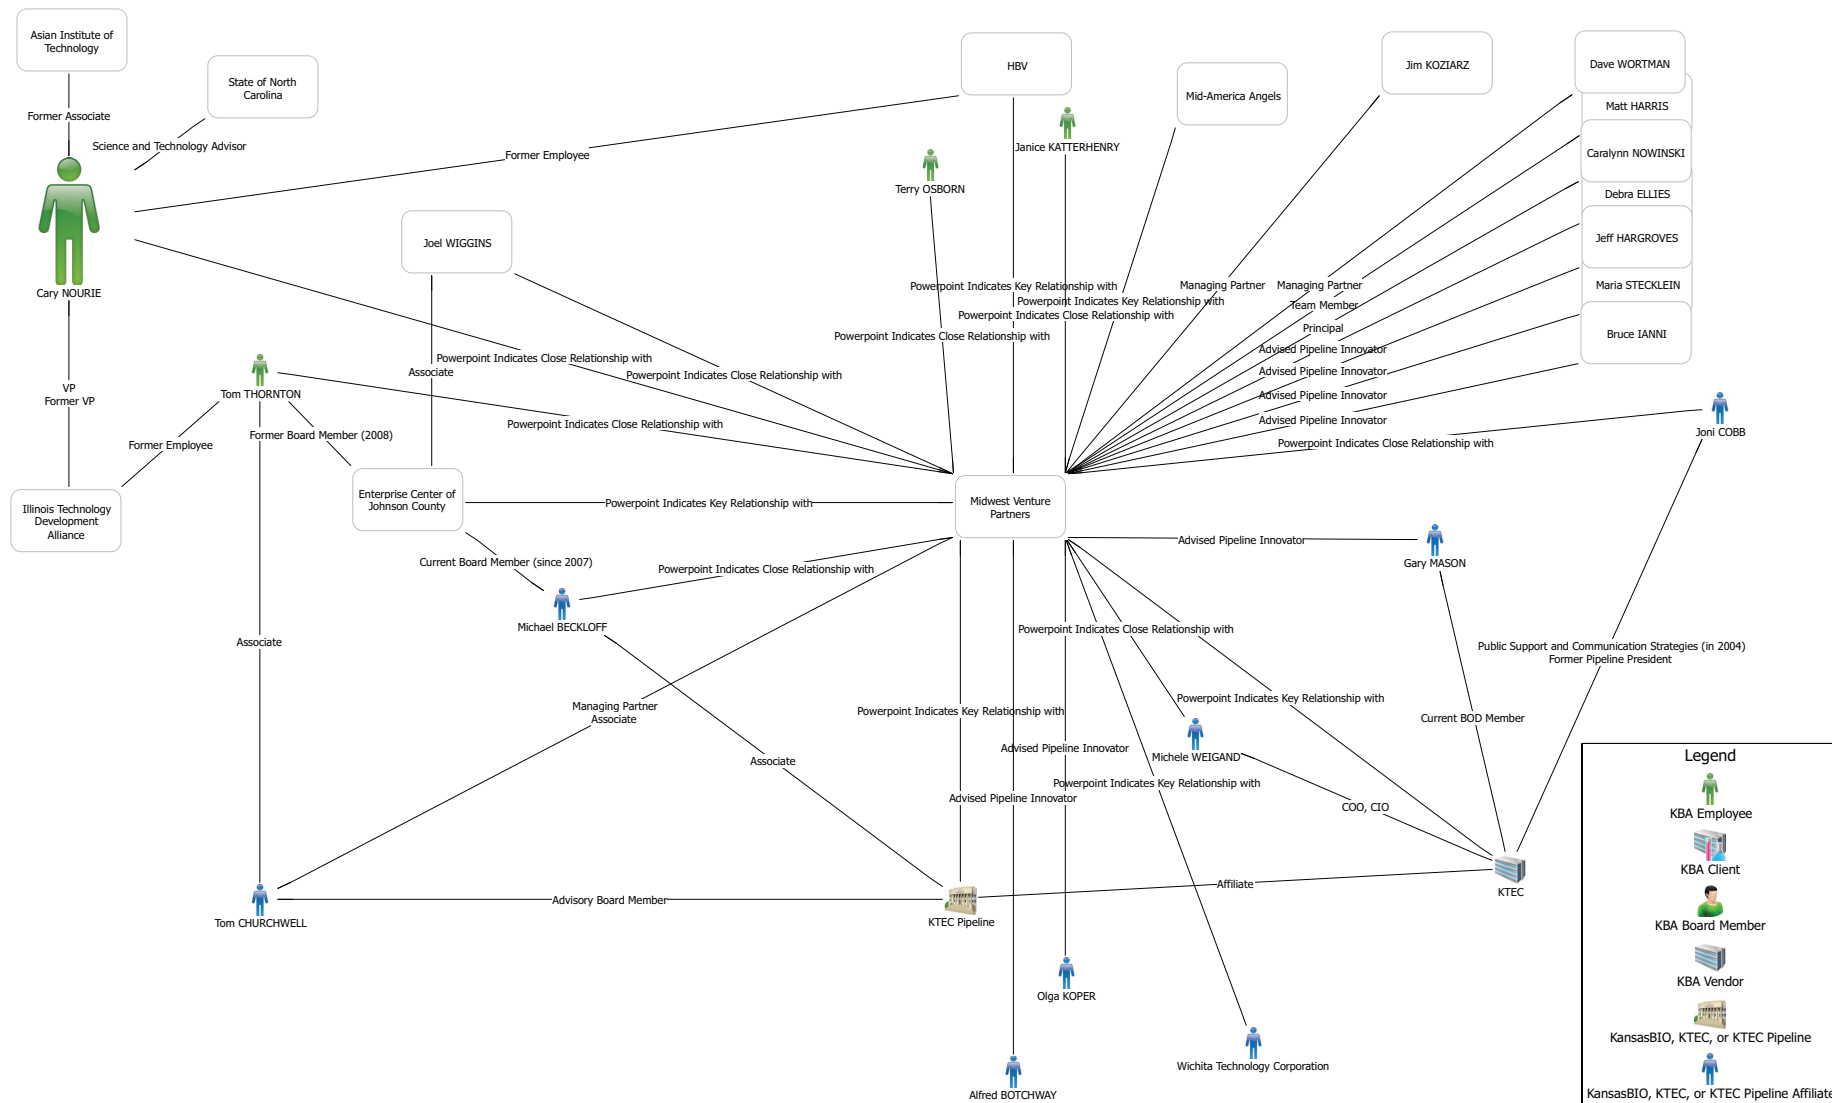 Asian Institute of
Technology
State of North
Carolina
HBV
Mid-America Angels
Jim KOZIARZ
Dave WORTMAN
Matt HARRIS
Caralynn NOWINSKI
Debra ELLIES
Jeff HARGROVES
Maria STECKLEIN
Bruce IANNI
Former Associate
Science and Technology Advisor
Former Employee
Janice KATTERHENRY
Terry OSBORN
Joel WIGGINS
Cary NOURIE
Powerpoint Indicates Key Relationship with
Powerpoint Indicates Key Relationship with
Powerpoint Indicates Close Relationship with
Powerpoint Indicates Close Relationship with
Managing Partner
Managing Partner
Team Member
Principal
Advised Pipeline Innovator
Advised Pipeline Innovator
Advised Pipeline Innovator
Advised Pipeline Innovator
Powerpoint Indicates Close Relationship with
Associate
Powerpoint Indicates Close Relationship with
VP
Former VP
Tom THORNTON
Former Employee
Former Board Member (2008)
Powerpoint Indicates Close Relationship with
Powerpoint Indicates Close Relationship with
Joni COBB
Illinois Technology
Development
Alliance
Enterprise Center of
Johnson County
Powerpoint Indicates Key Relationship with
Midwest Venture
Partners
Current Board Member (since 2007)
Powerpoint Indicates Close Relationship with
Advised Pipeline Innovator
Gary MASON
Michael BECKLOFF
Associate
Powerpoint Indicates Close Relationship with
Public Support and Communication Strategies (in 2004)
Former Pipeline President
Managing Partner
Associate
Powerpoint Indicates Key Relationship with
Powerpoint Indicates Key Relationship with
Current BOD Member
Associate
Advised Pipeline Innovator
Michele WEIGAND
Powerpoint Indicates Key Relationship with
Advised Pipeline Innovator
COO, CIO
Affiliate
KTEC
Advisory Board Member
Tom CHURCHWELL
KTEC Pipeline
Olga KOPER
Wichita Technology Corporation
Alfred BOTCHWAY
Legend
KBA Employee
KBA Client
KBA Board Member
KBA Vendor
KansasBIO, KTEC, or KTEC Pipeline
KansasBIO, KTEC, or KTEC Pipeline Affiliate